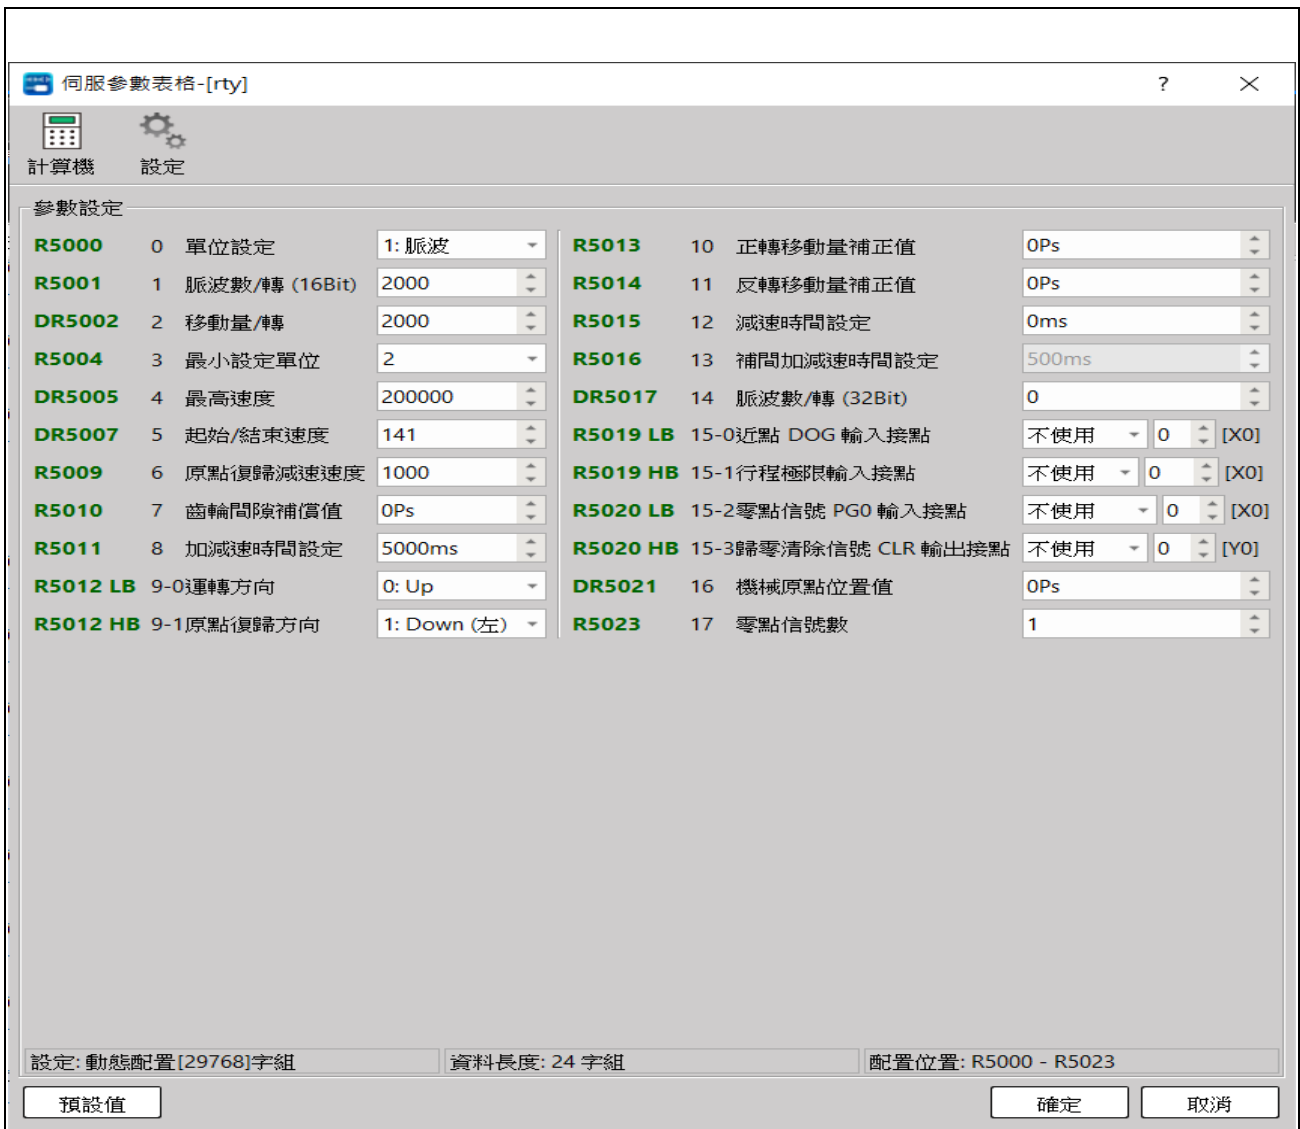 伺服參數表格-[rty] ?
計算機 設定
參數設定
R5000 0 單位設定 1: 脈波
R5001 1 脈波數/轉 (16Bit) 2000
DR5002 2 移動量/轉 2000
R5004 3 最小設定單位 2
DR5005 4 最高速度 200000
DR5007 5 起始/結束速度 141
R5009 6 原點復歸減速速度 1000
R5010 7 齒輪間隙補償值 0Ps
R5011 8 加減速時間設定 5000ms
R5012 LB 9-0運轉方向 0: Up
R5012 HB 9-1原點復歸方向 1: Down (左)
R5013 10 正轉移動量補正值 0Ps
R5014 11 反轉移動量補正值 0Ps
R5015 12 減速時間設定 0ms
R5016 13 補間加減速時間設定 500ms
DR5017 14 脈波數/轉 (32Bit) 0
R5019 LB 15-0近點 DOG 輸入接點 不使用 0 [X0]
R5019 HB 15-1行程極限輸入接點 不使用 0 [X0]
R5020 LB 15-2零點信號 PG0 輸入接點 不使用 0 [X0]
R5020 HB 15-3歸零清除信號 CLR 輸出接點 不使用 0 [Y0]
DR5021 16 機械原點位置值 0Ps
R5023 17 零點信號數 1
設定: 動態配置[29768]字組 資料長度: 24 字組 配置位置: R5000 - R5023
預設值 確定 取消